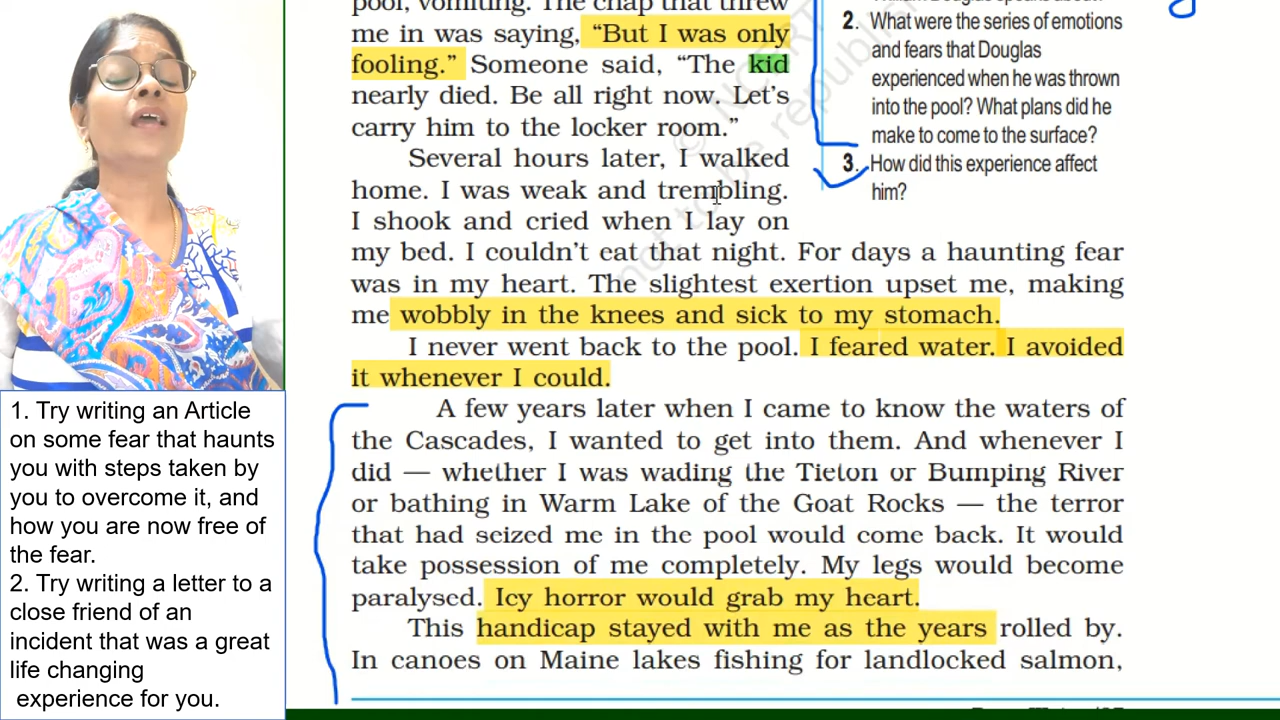 pool, vomiting. The chap that threw
me in was saying, “But I was only
fooling.” Someone said, “The kid
nearly died. Be all right now. Let’s
carry him to the locker room.”
Several hours later, I walked
home. I was weak and trembling.
I shook and cried when I lay on
my bed. I couldn’t eat that night. For days a haunting fear
was in my heart. The slightest exertion upset me, making
me wobbly in the knees and sick to my stomach.
I never went back to the pool. I feared water. I avoided
it whenever I could.
A few years later when I came to know the waters of
the Cascades, I wanted to get into them. And whenever I
did — whether I was wading the Tieton or Bumping River
or bathing in Warm Lake of the Goat Rocks — the terror
that had seized me in the pool would come back. It would
take possession of me completely. My legs would become
paralysed. Icy horror would grab my heart.
This handicap stayed with me as the years rolled by.
In canoes on Maine lakes fishing for landlocked salmon,
2. What were the series of emotions
and fears that Douglas
experienced when he was thrown
into the pool? What plans did he
make to come to the surface?
3. How did this experience affect
him?
not to be republi
1. Try writing an Article
on some fear that haunts
you with steps taken by
you to overcome it, and
how you are now free of
the fear.
2. Try writing a letter to a
close friend of an
incident that was a great
life changing
experience for you.